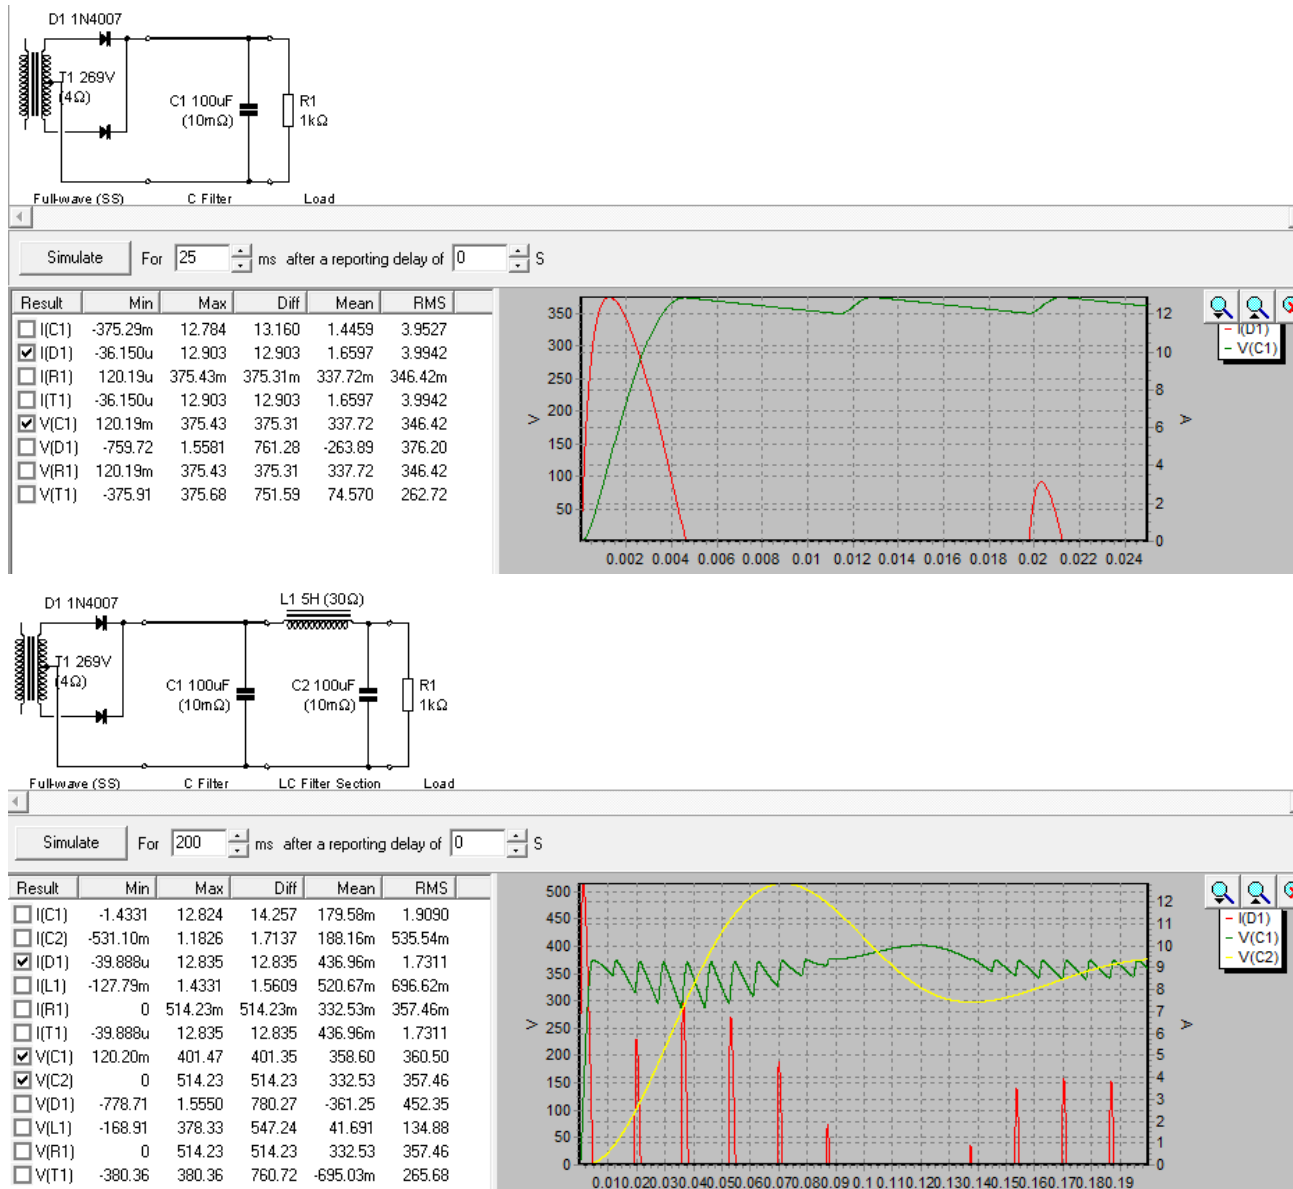 D1 1N4007
T1 269V
(4Ω)
C1 100uF
(10mΩ)
R1
1kΩ
Full-wave (SS) C Filter Load
Simulate For 25 ms after a reporting delay of 0 S
Result Min Max Diff Mean RMS
I(C1) -375.29m 12.784 13.160 1.4459 3.9527
I(D1) -36.150u 12.903 12.903 1.6597 3.9942
I(R1) 120.19u 375.43m 375.31m 337.72m 346.42m
I(T1) -36.150u 12.903 12.903 1.6597 3.9942
V(C1) 120.19m 375.43 375.31 337.72 346.42
V(D1) -759.72 1.5581 761.28 -263.89 376.20
V(R1) 120.19m 375.43 375.31 337.72 346.42
V(T1) -375.91 375.68 751.59 74.570 262.72
350
300
250
200
150
100
50
V
12
10
8
6
4
2
0
A
0.002 0.004 0.006 0.008 0.01 0.012 0.014 0.016 0.018 0.02 0.022 0.024
I(D1)
V(C1)
D1 1N4007
L1 5H (30Ω)
T1 269V
(4Ω)
C1 100uF
(10mΩ)
C2 100uF
(10mΩ)
R1
1kΩ
Full-wave (SS) C Filter LC Filter Section Load
Simulate For 200 ms after a reporting delay of 0 S
Result Min Max Diff Mean RMS
I(C1) -1.4331 12.824 14.257 179.58m 1.9090
I(C2) -531.10m 1.1826 1.7137 188.16m 535.54m
I(D1) -39.888u 12.835 12.835 436.96m 1.7311
I(L1) -127.79m 1.4331 1.5609 520.67m 696.62m
I(R1) 0 514.23m 514.23m 332.53m 357.46m
I(T1) -39.888u 12.835 12.835 436.96m 1.7311
V(C1) 120.20m 401.47 401.35 358.60 360.50
V(C2) 0 514.23 514.23 332.53 357.46
V(D1) -778.71 1.5550 780.27 -361.25 452.35
V(L1) -168.91 378.33 547.24 41.691 134.88
V(R1) 0 514.23 514.23 332.53 357.46
V(T1) -380.36 380.36 760.72 -695.03m 265.68
500
450
400
350
300
250
200
150
100
50
0
V
12
11
10
9
8
7
6
5
4
3
2
1
0
A
0.010.020.030.040.050.060.070.080.09 0.1 0.110.120.130.140.150.160.170.180.19
I(D1)
V(C1)
V(C2)